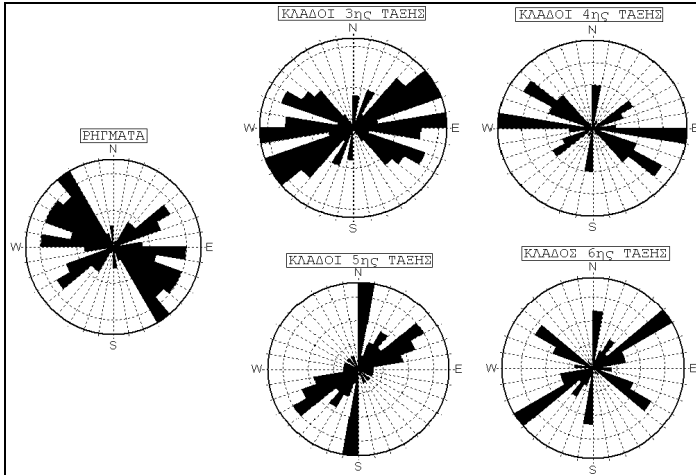 ΚΛΑΔΟΙ 3ης ΤΑΞΗΣ
N
W
E
S
ΚΛΑΔΟΙ 4ης ΤΑΞΗΣ
N
W
E
S
ΡΗΓΜΑΤΑ
N
W
E
S
ΚΛΑΔΟΙ 5ης ΤΑΞΗΣ
N
W
E
S
ΚΛΑΔΟΣ 6ης ΤΑΞΗΣ
N
W
E
S